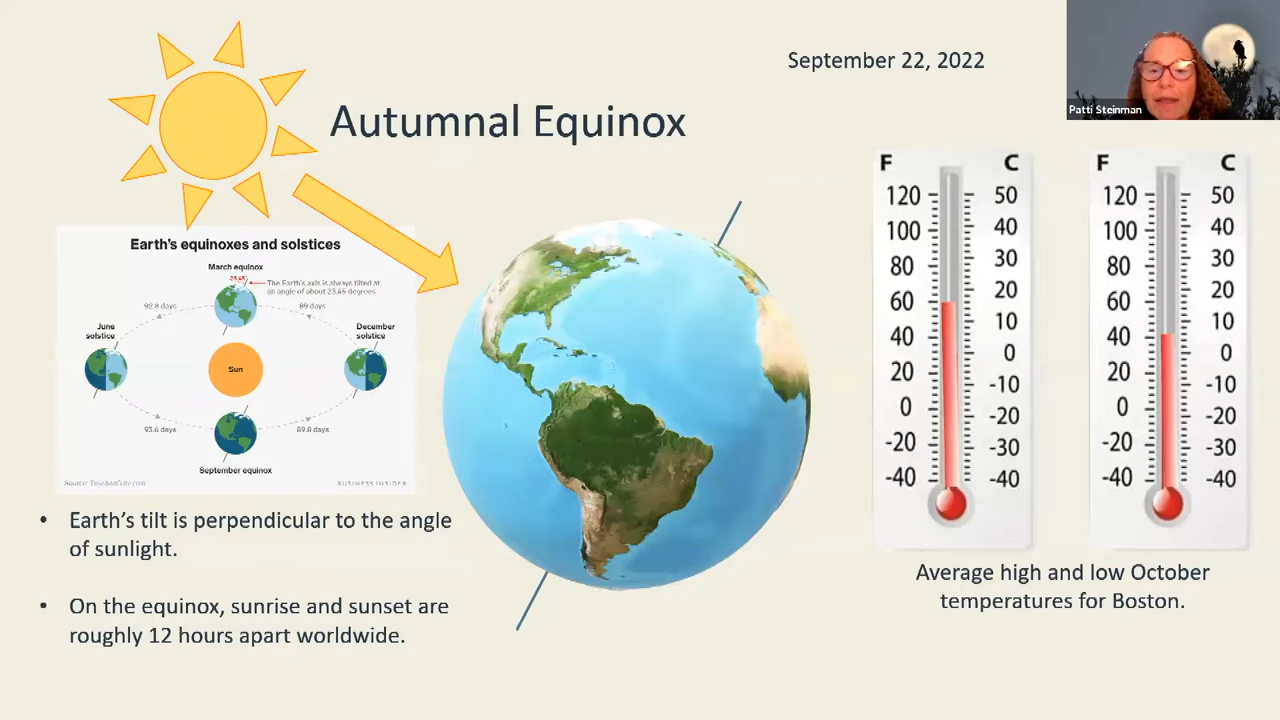 September 22, 2022
Patti Steinman
Autumnal Equinox
Earth's equinoxes and solstices
March equinox
23.45°
The Earth's axis is always tilted at
an angle of about 23.45 degrees
92.8 days
89 days
June
solstice
December
solstice
Sun
93.6 days
89.8 days
September equinox
Source: TimeAndDate.com
BUSINESS INSIDER
• Earth's tilt is perpendicular to the angle
of sunlight.
• On the equinox, sunrise and sunset are
roughly 12 hours apart worldwide.
F C
120 50
100 40
80 30
60 20
40 10
20 0
0 -10
-20 -20
-40 -30
-40
F C
120 50
100 40
80 30
60 20
40 10
20 0
0 -10
-20 -20
-40 -30
-40
Average high and low October
temperatures for Boston.